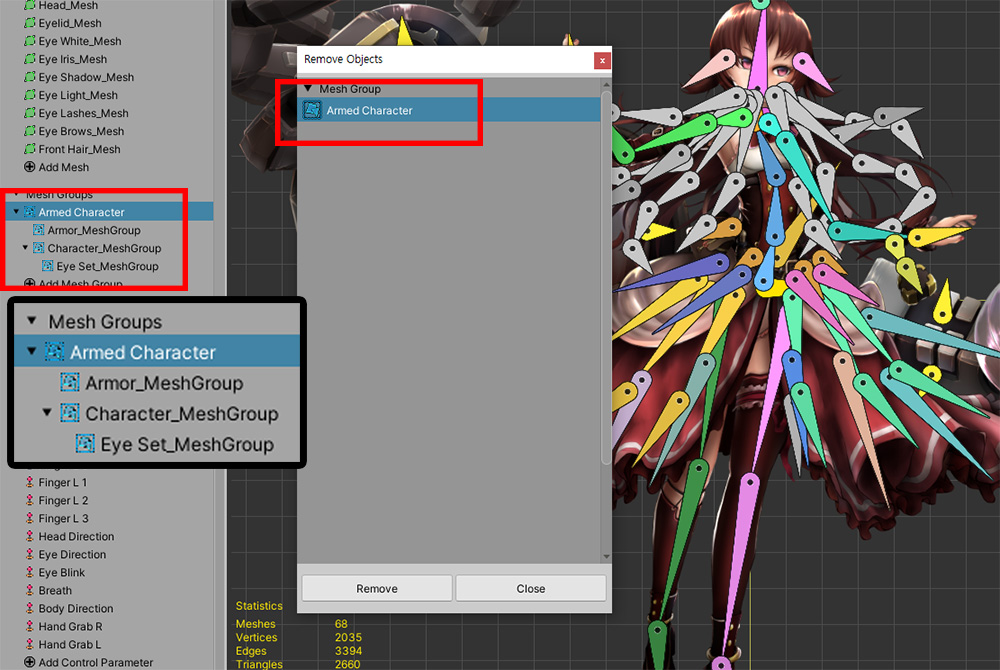 Head_Mesh
Eyelid_Mesh
Eye White_Mesh
Eye Iris_Mesh
Eye Shadow_Mesh
Eye Light_Mesh
Eye Lashes_Mesh
Eye Brows_Mesh
Front Hair_Mesh
Add Mesh
Mesh Groups
Armed Character
Armor_MeshGroup
Character_MeshGroup
Eye Set_MeshGroup
Add Mesh Group
Mesh Groups
Armed Character
Armor_MeshGroup
Character_MeshGroup
Eye Set_MeshGroup
Finger L 1
Finger L 2
Finger L 3
Head Direction
Eye Direction
Eye Blink
Breath
Body Direction
Hand Grab R
Hand Grab L
Add Control Parameter
Remove Objects
x
Mesh Group
Armed Character
Remove Close
Statistics
Meshes 68
Vertices 2035
Edges 3394
Triangles 2660